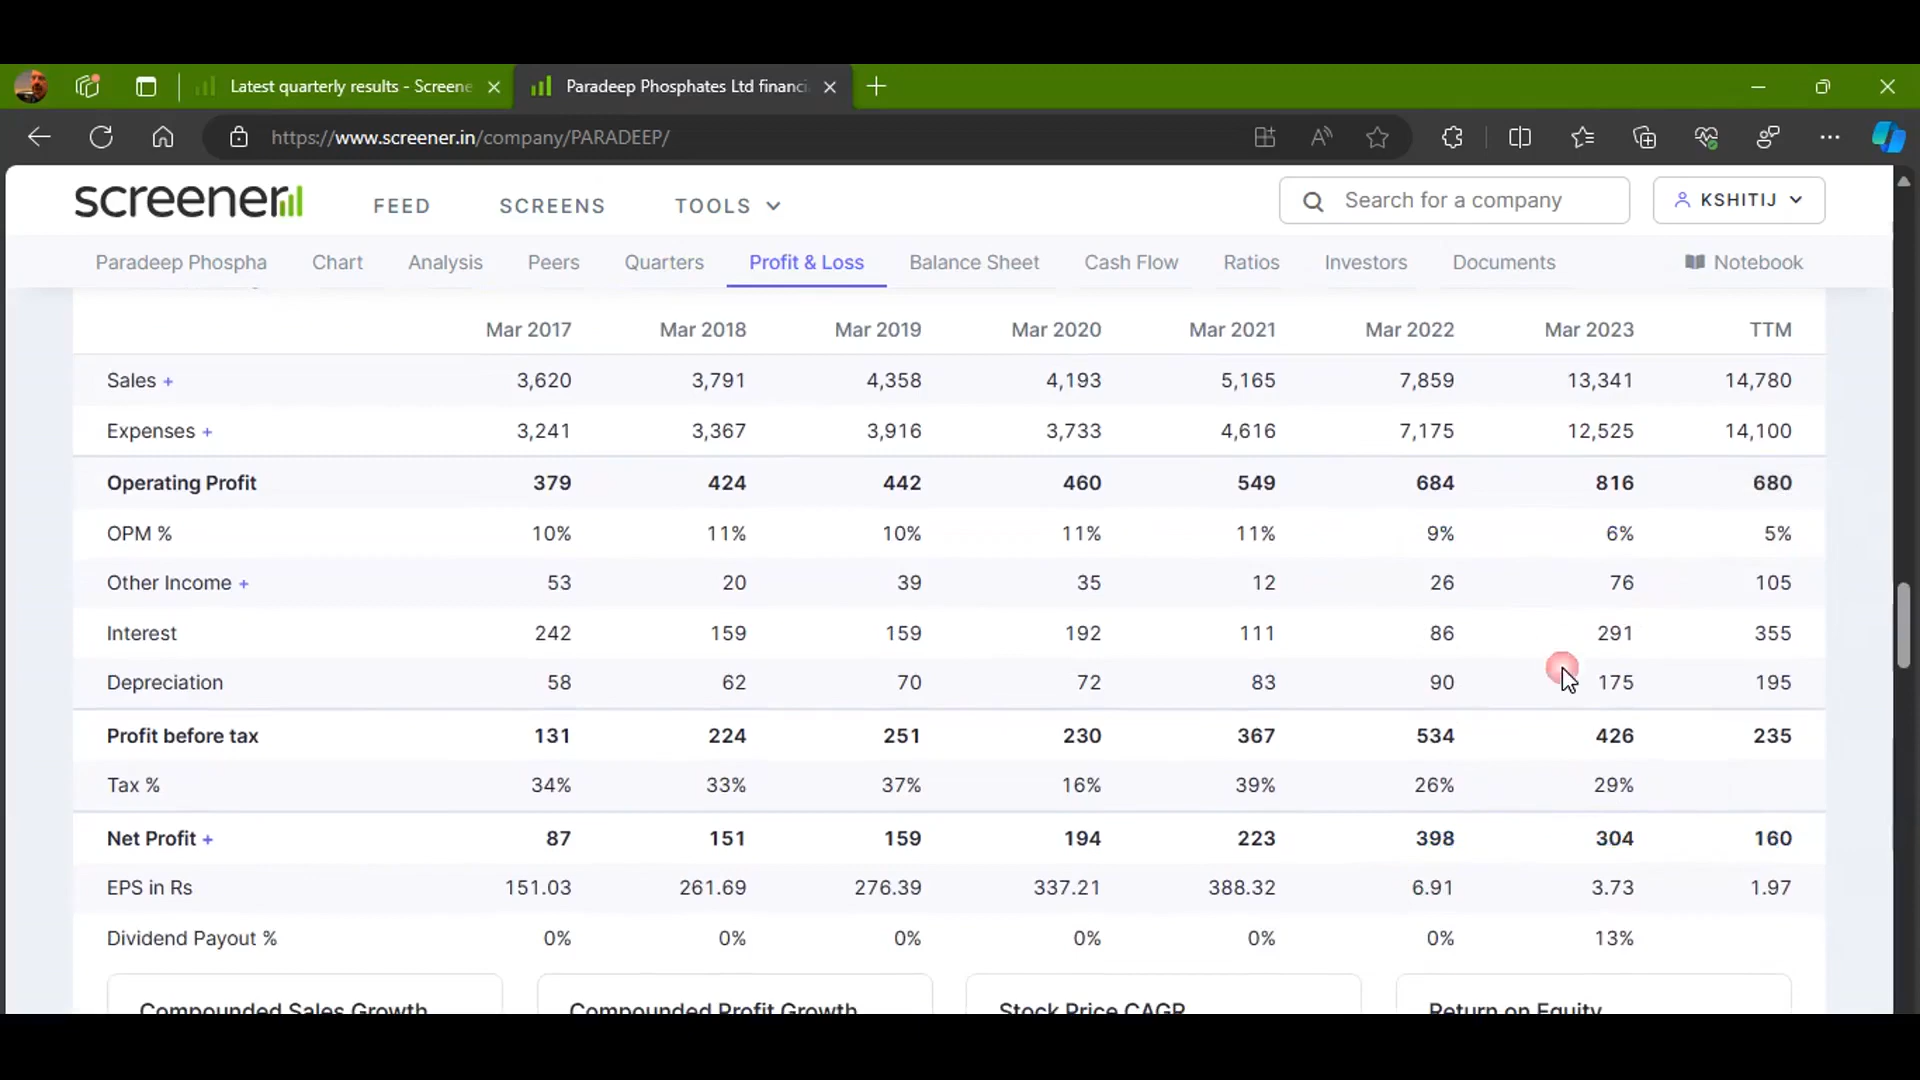 Latest quarterly results - Screene
Paradeep Phosphates Ltd financi
https://www.screener.in/company/PARADEEP/
screener
FEED
SCREENS
TOOLS
Search for a company
KSHITIJ
Paradeep Phospha Chart Analysis Peers Quarters Profit & Loss Balance Sheet Cash Flow Ratios Investors Documents Notebook
Mar 2017 Mar 2018 Mar 2019 Mar 2020 Mar 2021 Mar 2022 Mar 2023 TTM
Sales + 3,620 3,791 4,358 4,193 5,165 7,859 13,341 14,780
Expenses + 3,241 3,367 3,916 3,733 4,616 7,175 12,525 14,100
Operating Profit 379 424 442 460 549 684 816 680
OPM % 10% 11% 10% 11% 11% 9% 6% 5%
Other Income + 53 20 39 35 12 26 76 105
Interest 242 159 159 192 111 86 291 355
Depreciation 58 62 70 72 83 90 175 195
Profit before tax 131 224 251 230 367 534 426 235
Tax % 34% 33% 37% 16% 39% 26% 29%
Net Profit + 87 151 159 194 223 398 304 160
EPS in Rs 151.03 261.69 276.39 337.21 388.32 6.91 3.73 1.97
Dividend Payout % 0% 0% 0% 0% 0% 0% 13%
Compounded Sales Growth Compounded Profit Growth Stock Price CAGR Return on Equity